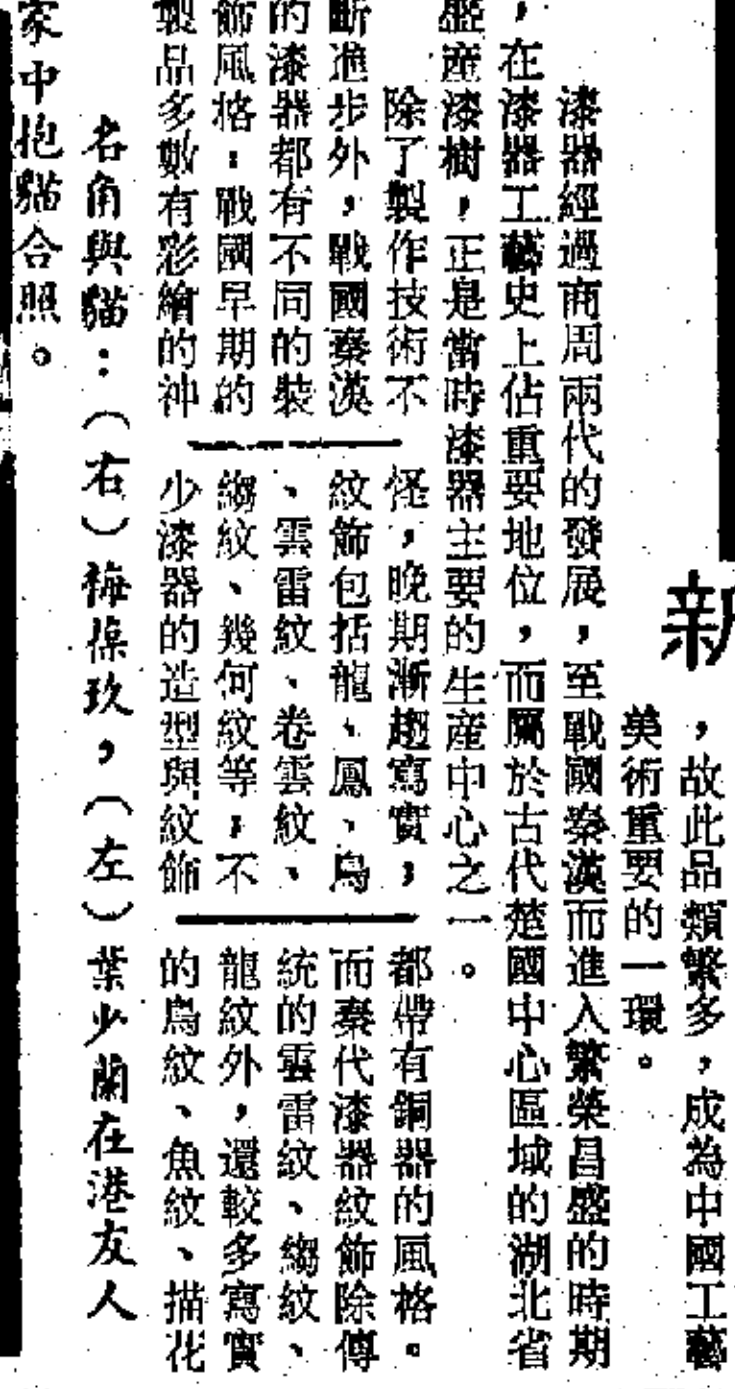 新
，故此品類繁多，成為中國工藝
美術重要的一環。
漆器經過商周兩代的發展，至戰國秦漢而進入繁榮昌盛的時期
，在漆器工藝史上佔重要地位，而屬於古代楚國中心區域的湖北省
盛產漆樹，正是當時漆器主要的生產中心之一。
除了製作技術不
斷進步外，戰國秦漢
的漆器都有不同的裝
飾風格：戰國早期的
製品多數有彩繪的神
怪，晚期漸趨寫實，
紋飾包括龍、鳳、鳥
、雲雷紋、卷雲紋、
縐紋、幾何紋等；不
少漆器的造型與紋飾
都帶有銅器的風格。
而秦代漆器紋飾除傳
統的雲雷紋、縐紋、
龍紋外，還較多寫實
的鳥紋、魚紋、描花
名角與貓：（右）梅葆玖，（左）葉少蘭在港友人
家中抱貓合照。